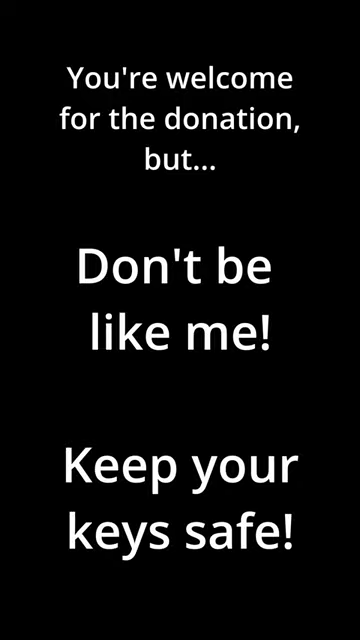 You're welcome
for the donation,
but...
Don't be
like me!
Keep your
keys safe!